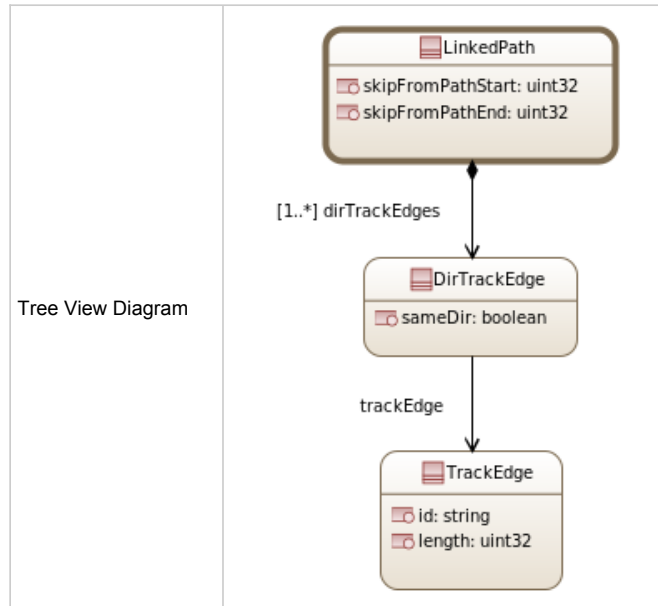 LinkedPath
skipFromPathStart: uint32
skipFromPathEnd: uint32
[1..*] dirTrackEdges
DirTrackEdge
Tree View Diagram
sameDir: boolean
trackEdge
TrackEdge
id: string
length: uint32